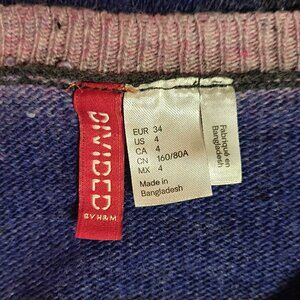 DIVIDED
BY H&M
EUR 34
US 4
CA 4
CN 160/80A
MX 4
Made in
Bangladesh
Fabriqué en
Bangladesh